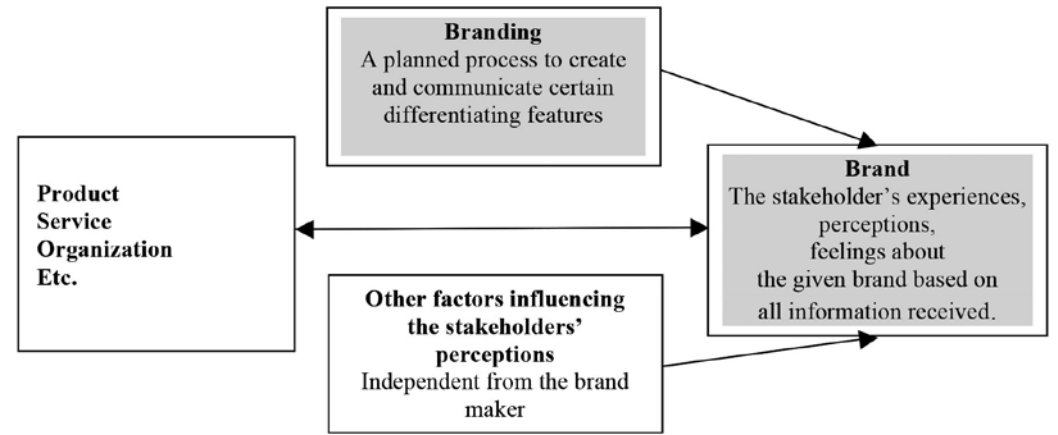 Branding
A planned process to create
and communicate certain
differentiating features
Product
Service
Organization
Etc.
Brand
The stakeholder’s experiences,
perceptions,
feelings about
the given brand based on
all information received.
Other factors influencing
the stakeholders’
perceptions
Independent from the brand
maker